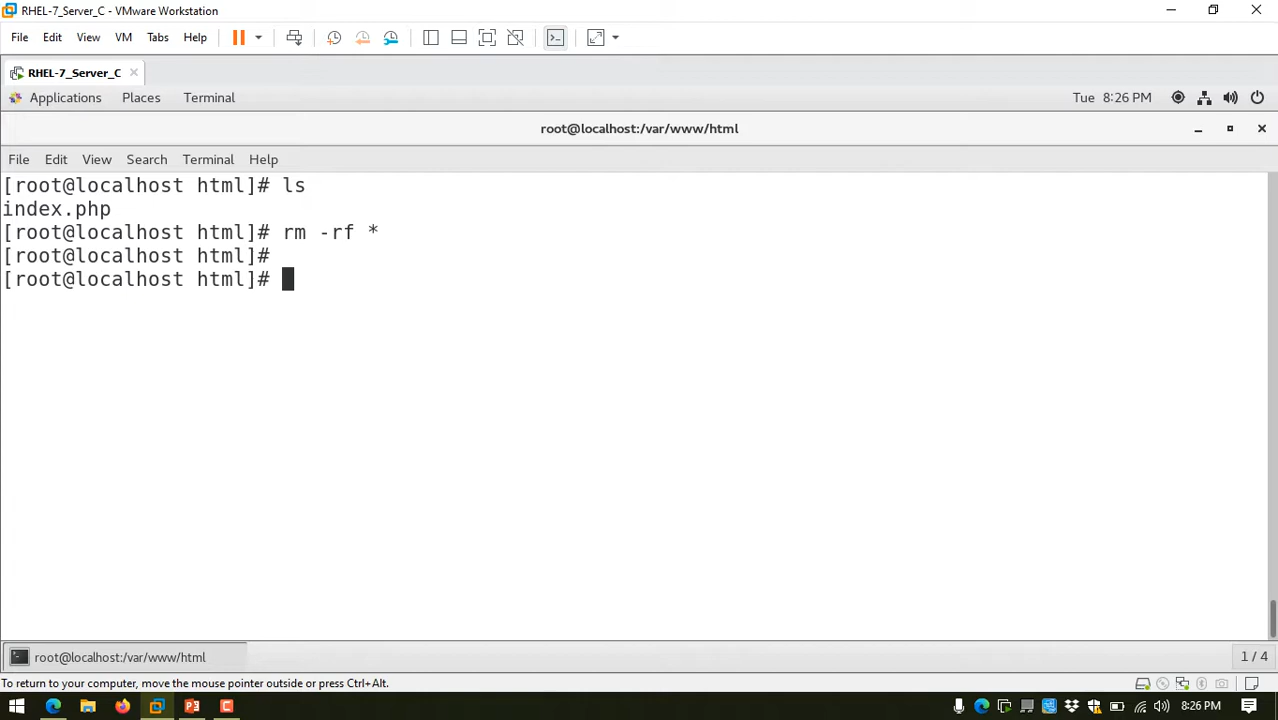 RHEL-7_Server_C - VMware Workstation
File Edit View VM Tabs Help
RHEL-7_Server_C
Applications Places Terminal Tue 8:26 PM
root@localhost:/var/www/html
File Edit View Search Terminal Help
[root@localhost html]# ls
index.php
[root@localhost html]# rm -rf *
[root@localhost html]#
[root@localhost html]#
root@localhost:/var/www/html 1 / 4
To return to your computer, move the mouse pointer outside or press Ctrl+Alt.
8:26 PM